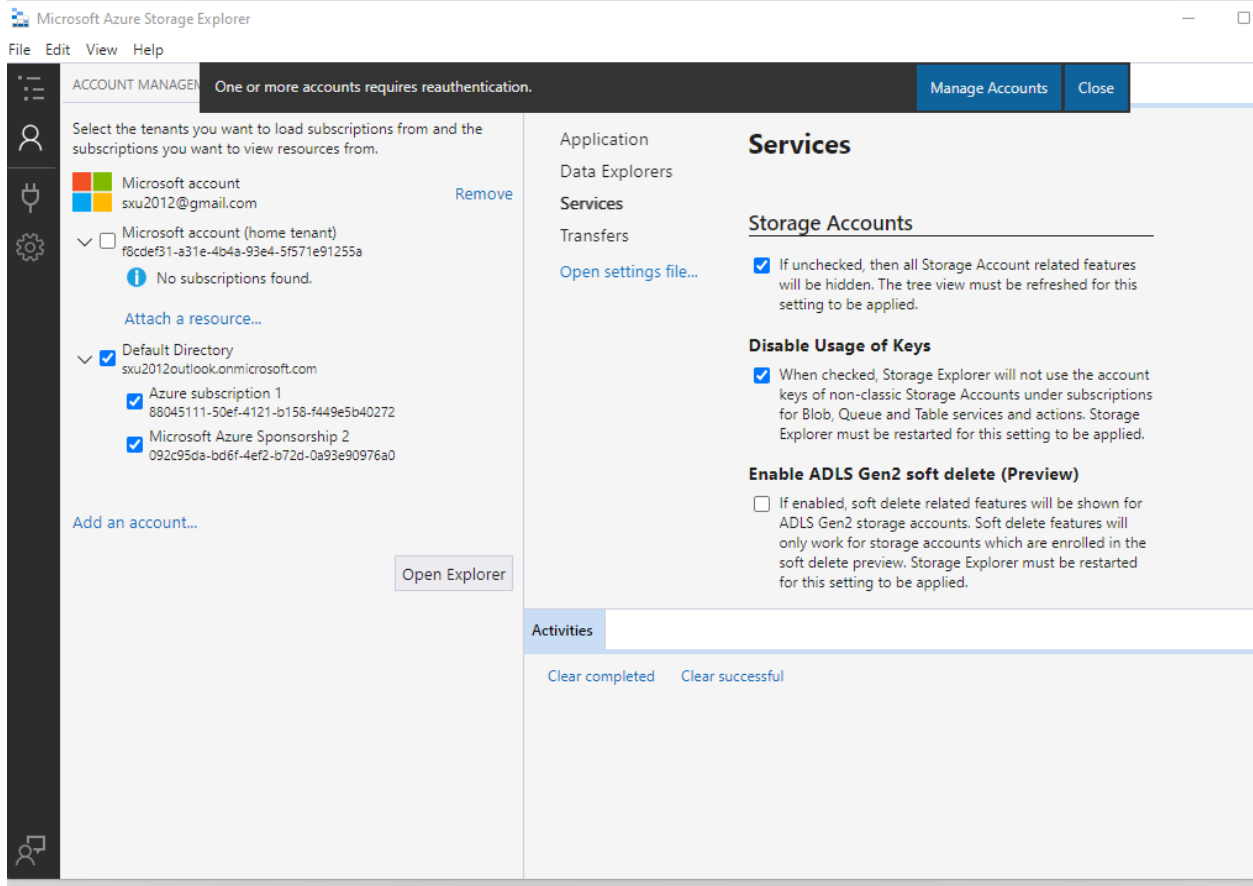 Microsoft Azure Storage Explorer
File Edit View Help
ACCOUNT MANAGEM
One or more accounts requires reauthentication.
Manage Accounts
Close
Select the tenants you want to load subscriptions from and the
subscriptions you want to view resources from.
Microsoft account
sxu2012@gmail.com
Remove
Microsoft account (home tenant)
f8cdef31-a31e-4b4a-93e4-5f571e91255a
No subscriptions found.
Attach a resource...
Default Directory
sxu2012outlook.onmicrosoft.com
Azure subscription 1
88045111-50ef-4121-b158-f449e5b40272
Microsoft Azure Sponsorship 2
092c95da-bd6f-4ef2-b72d-0a93e90976a0
Add an account...
Open Explorer
Application
Data Explorers
Services
Transfers
Open settings file...
Services
Storage Accounts
If unchecked, then all Storage Account related features
will be hidden. The tree view must be refreshed for this
setting to be applied.
Disable Usage of Keys
When checked, Storage Explorer will not use the account
keys of non-classic Storage Accounts under subscriptions
for Blob, Queue and Table services and actions. Storage
Explorer must be restarted for this setting to be applied.
Enable ADLS Gen2 soft delete (Preview)
If enabled, soft delete related features will be shown for
ADLS Gen2 storage accounts. Soft delete features will
only work for storage accounts which are enrolled in the
soft delete preview. Storage Explorer must be restarted
for this setting to be applied.
Activities
Clear completed
Clear successful